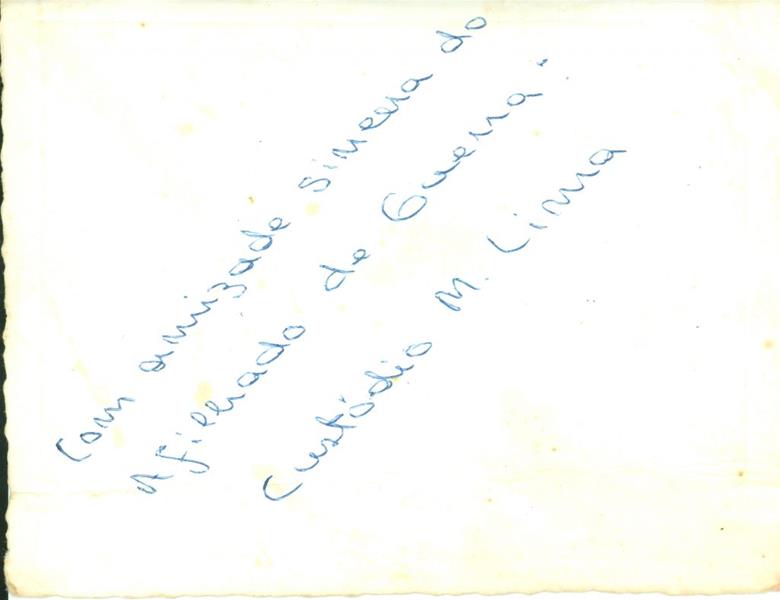 Com amizade sincera do
Afilhado de Guerra.
Custódio M. Lima